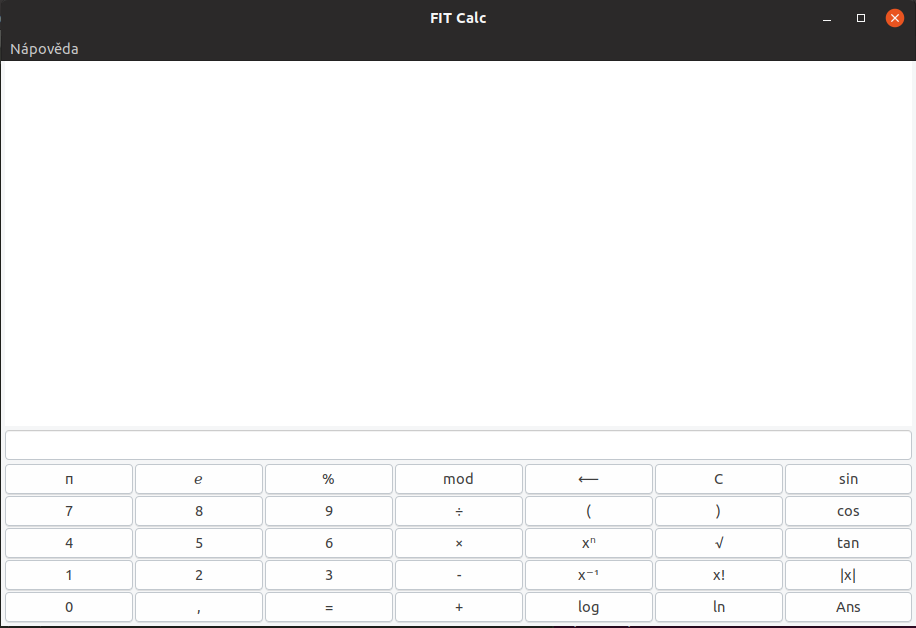 FIT Calc
Nápověda
π e % mod ⟵ C sin
7 8 9 ÷ ( ) cos
4 5 6 × xⁿ √ tan
1 2 3 - x⁻¹ x! |x|
0 , = + log ln Ans